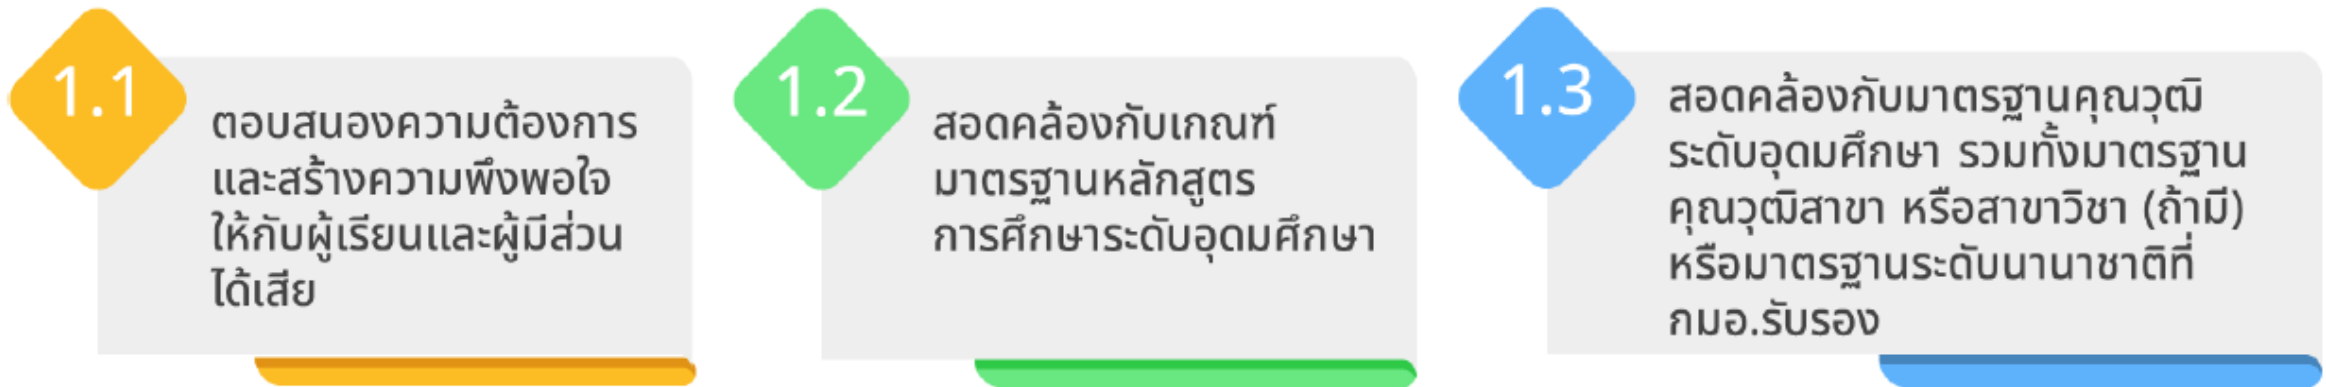 1.1
ตอบสนองความต้องการ
และสร้างความพึงพอใจ
ให้กับผู้เรียนและผู้มีส่วน
ได้เสีย
1.2
สอดคล้องกับเกณฑ์
มาตรฐานหลักสูตร
การศึกษาระดับอุดมศึกษา
1.3
สอดคล้องกับมาตรฐานคุณวุฒิ
ระดับอุดมศึกษา รวมทั้งมาตรฐาน
คุณวุฒิสาขา หรือสาขาวิชา (ถ้ามี)
หรือมาตรฐานระดับนานาชาติที่
กมอ.รับรอง